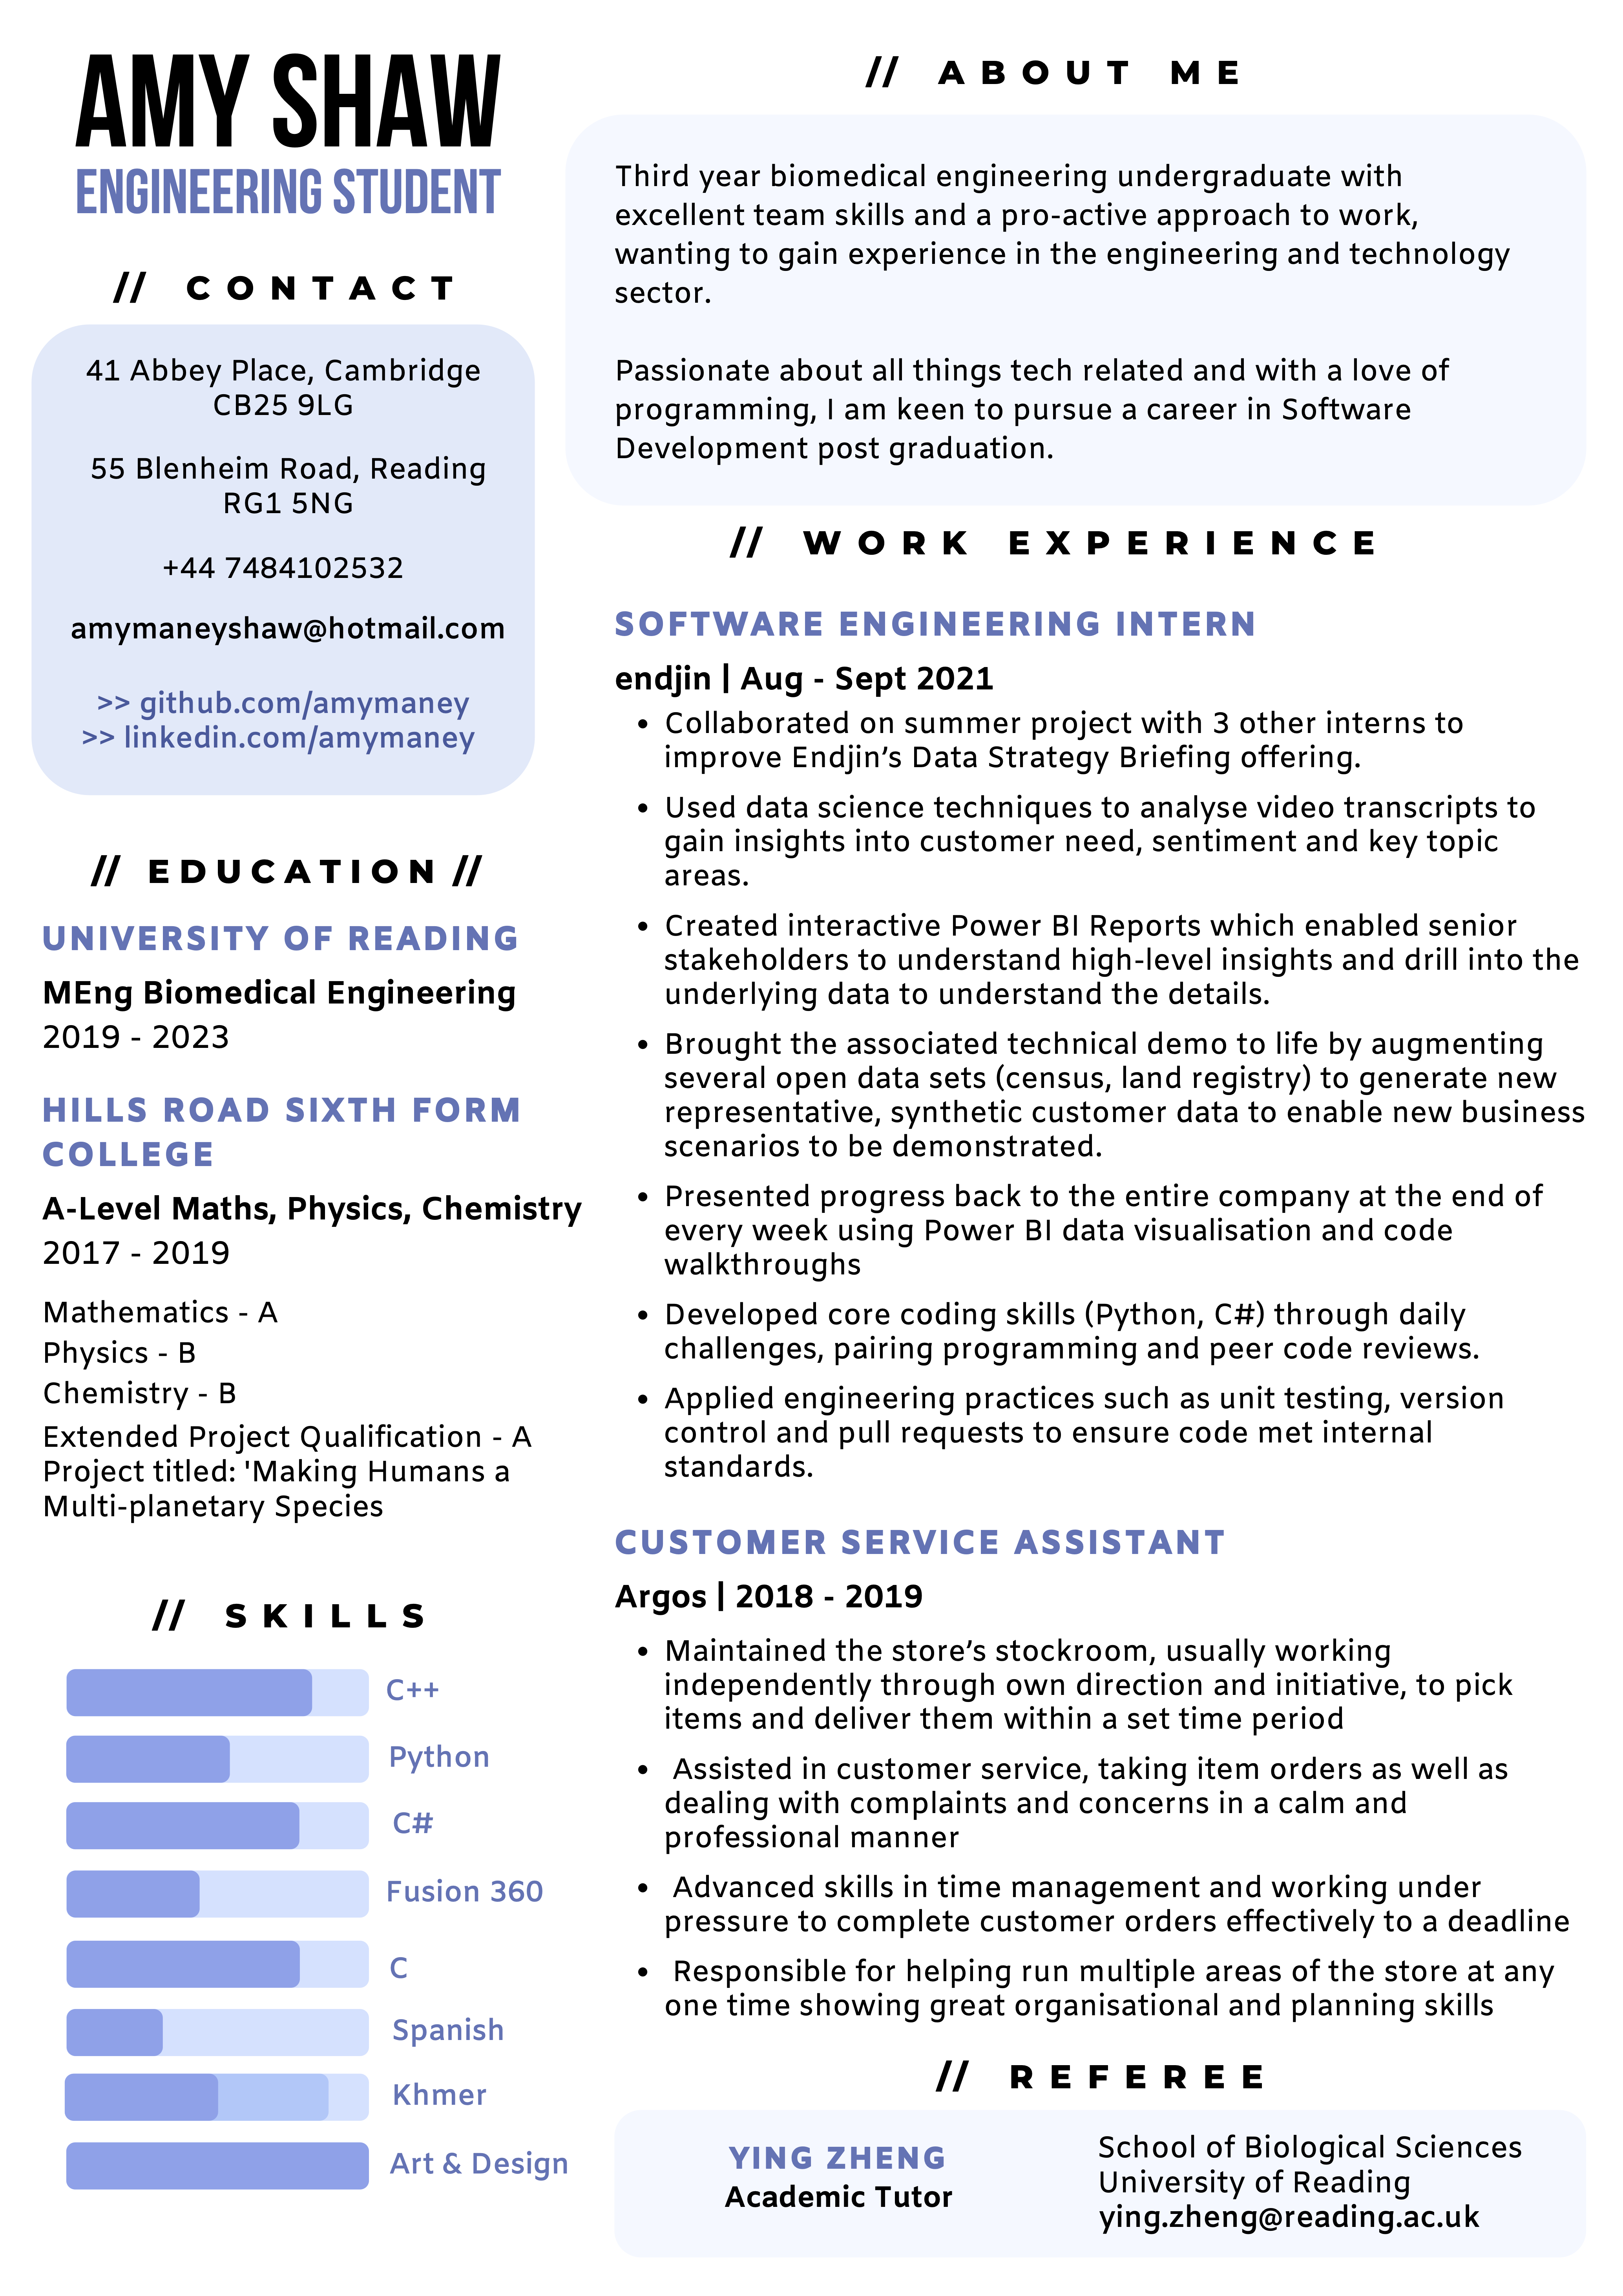 AMY SHAW
ENGINEERING STUDENT
// CONTACT
41 Abbey Place, Cambridge
CB25 9LG
55 Blenheim Road, Reading
RG1 5NG
+44 7484102532
amymaneyshaw@hotmail.com
>> github.com/amymaney
>> linkedin.com/amymaney
// EDUCATION //
UNIVERSITY OF READING
MEng Biomedical Engineering
2019 - 2023
HILLS ROAD SIXTH FORM
COLLEGE
A-Level Maths, Physics, Chemistry
2017 - 2019
Mathematics - A
Physics - B
Chemistry - B
Extended Project Qualification - A
Project titled: 'Making Humans a
Multi-planetary Species
// SKILLS
C++
Python
C#
Fusion 360
C
Spanish
Khmer
Art & Design
// ABOUT ME
Third year biomedical engineering undergraduate with
excellent team skills and a pro-active approach to work,
wanting to gain experience in the engineering and technology
sector.
Passionate about all things tech related and with a love of
programming, I am keen to pursue a career in Software
Development post graduation.
// WORK EXPERIENCE
SOFTWARE ENGINEERING INTERN
endjin | Aug - Sept 2021
• Collaborated on summer project with 3 other interns to
improve Endjin’s Data Strategy Briefing offering.
• Used data science techniques to analyse video transcripts to
gain insights into customer need, sentiment and key topic
areas.
• Created interactive Power BI Reports which enabled senior
stakeholders to understand high-level insights and drill into the
underlying data to understand the details.
• Brought the associated technical demo to life by augmenting
several open data sets (census, land registry) to generate new
representative, synthetic customer data to enable new business
scenarios to be demonstrated.
• Presented progress back to the entire company at the end of
every week using Power BI data visualisation and code
walkthroughs
• Developed core coding skills (Python, C#) through daily
challenges, pairing programming and peer code reviews.
• Applied engineering practices such as unit testing, version
control and pull requests to ensure code met internal
standards.
CUSTOMER SERVICE ASSISTANT
Argos | 2018 - 2019
• Maintained the store’s stockroom, usually working
independently through own direction and initiative, to pick
items and deliver them within a set time period
• Assisted in customer service, taking item orders as well as
dealing with complaints and concerns in a calm and
professional manner
• Advanced skills in time management and working under
pressure to complete customer orders effectively to a deadline
• Responsible for helping run multiple areas of the store at any
one time showing great organisational and planning skills
// REFEREE
YING ZHENG
Academic Tutor
School of Biological Sciences
University of Reading
ying.zheng@reading.ac.uk